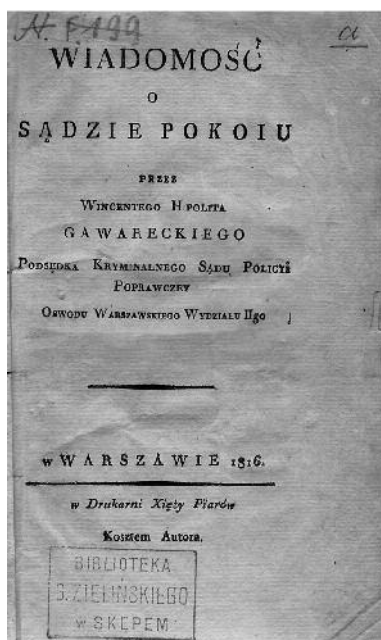 N. F. 199
a
WIADOMOŚĆ
O
SĄDZIE POKOIU
PRZEZ
WINCENTEGO HIPOLITA
GAWARECKIEGO
PODSĘDKA KRYMINALNEGO SĄDU POLICYI
POPRAWCZEY
OBWODU WARSZAWSKIEGO WYDZIAŁU IIgo
w WARSZAWIE 1816.
w Drukarni Xięży Piarów
Kosztem Autora.
BIBLIOTEKA
G. ZIELIŃSKIEGO
w SKĘPEM